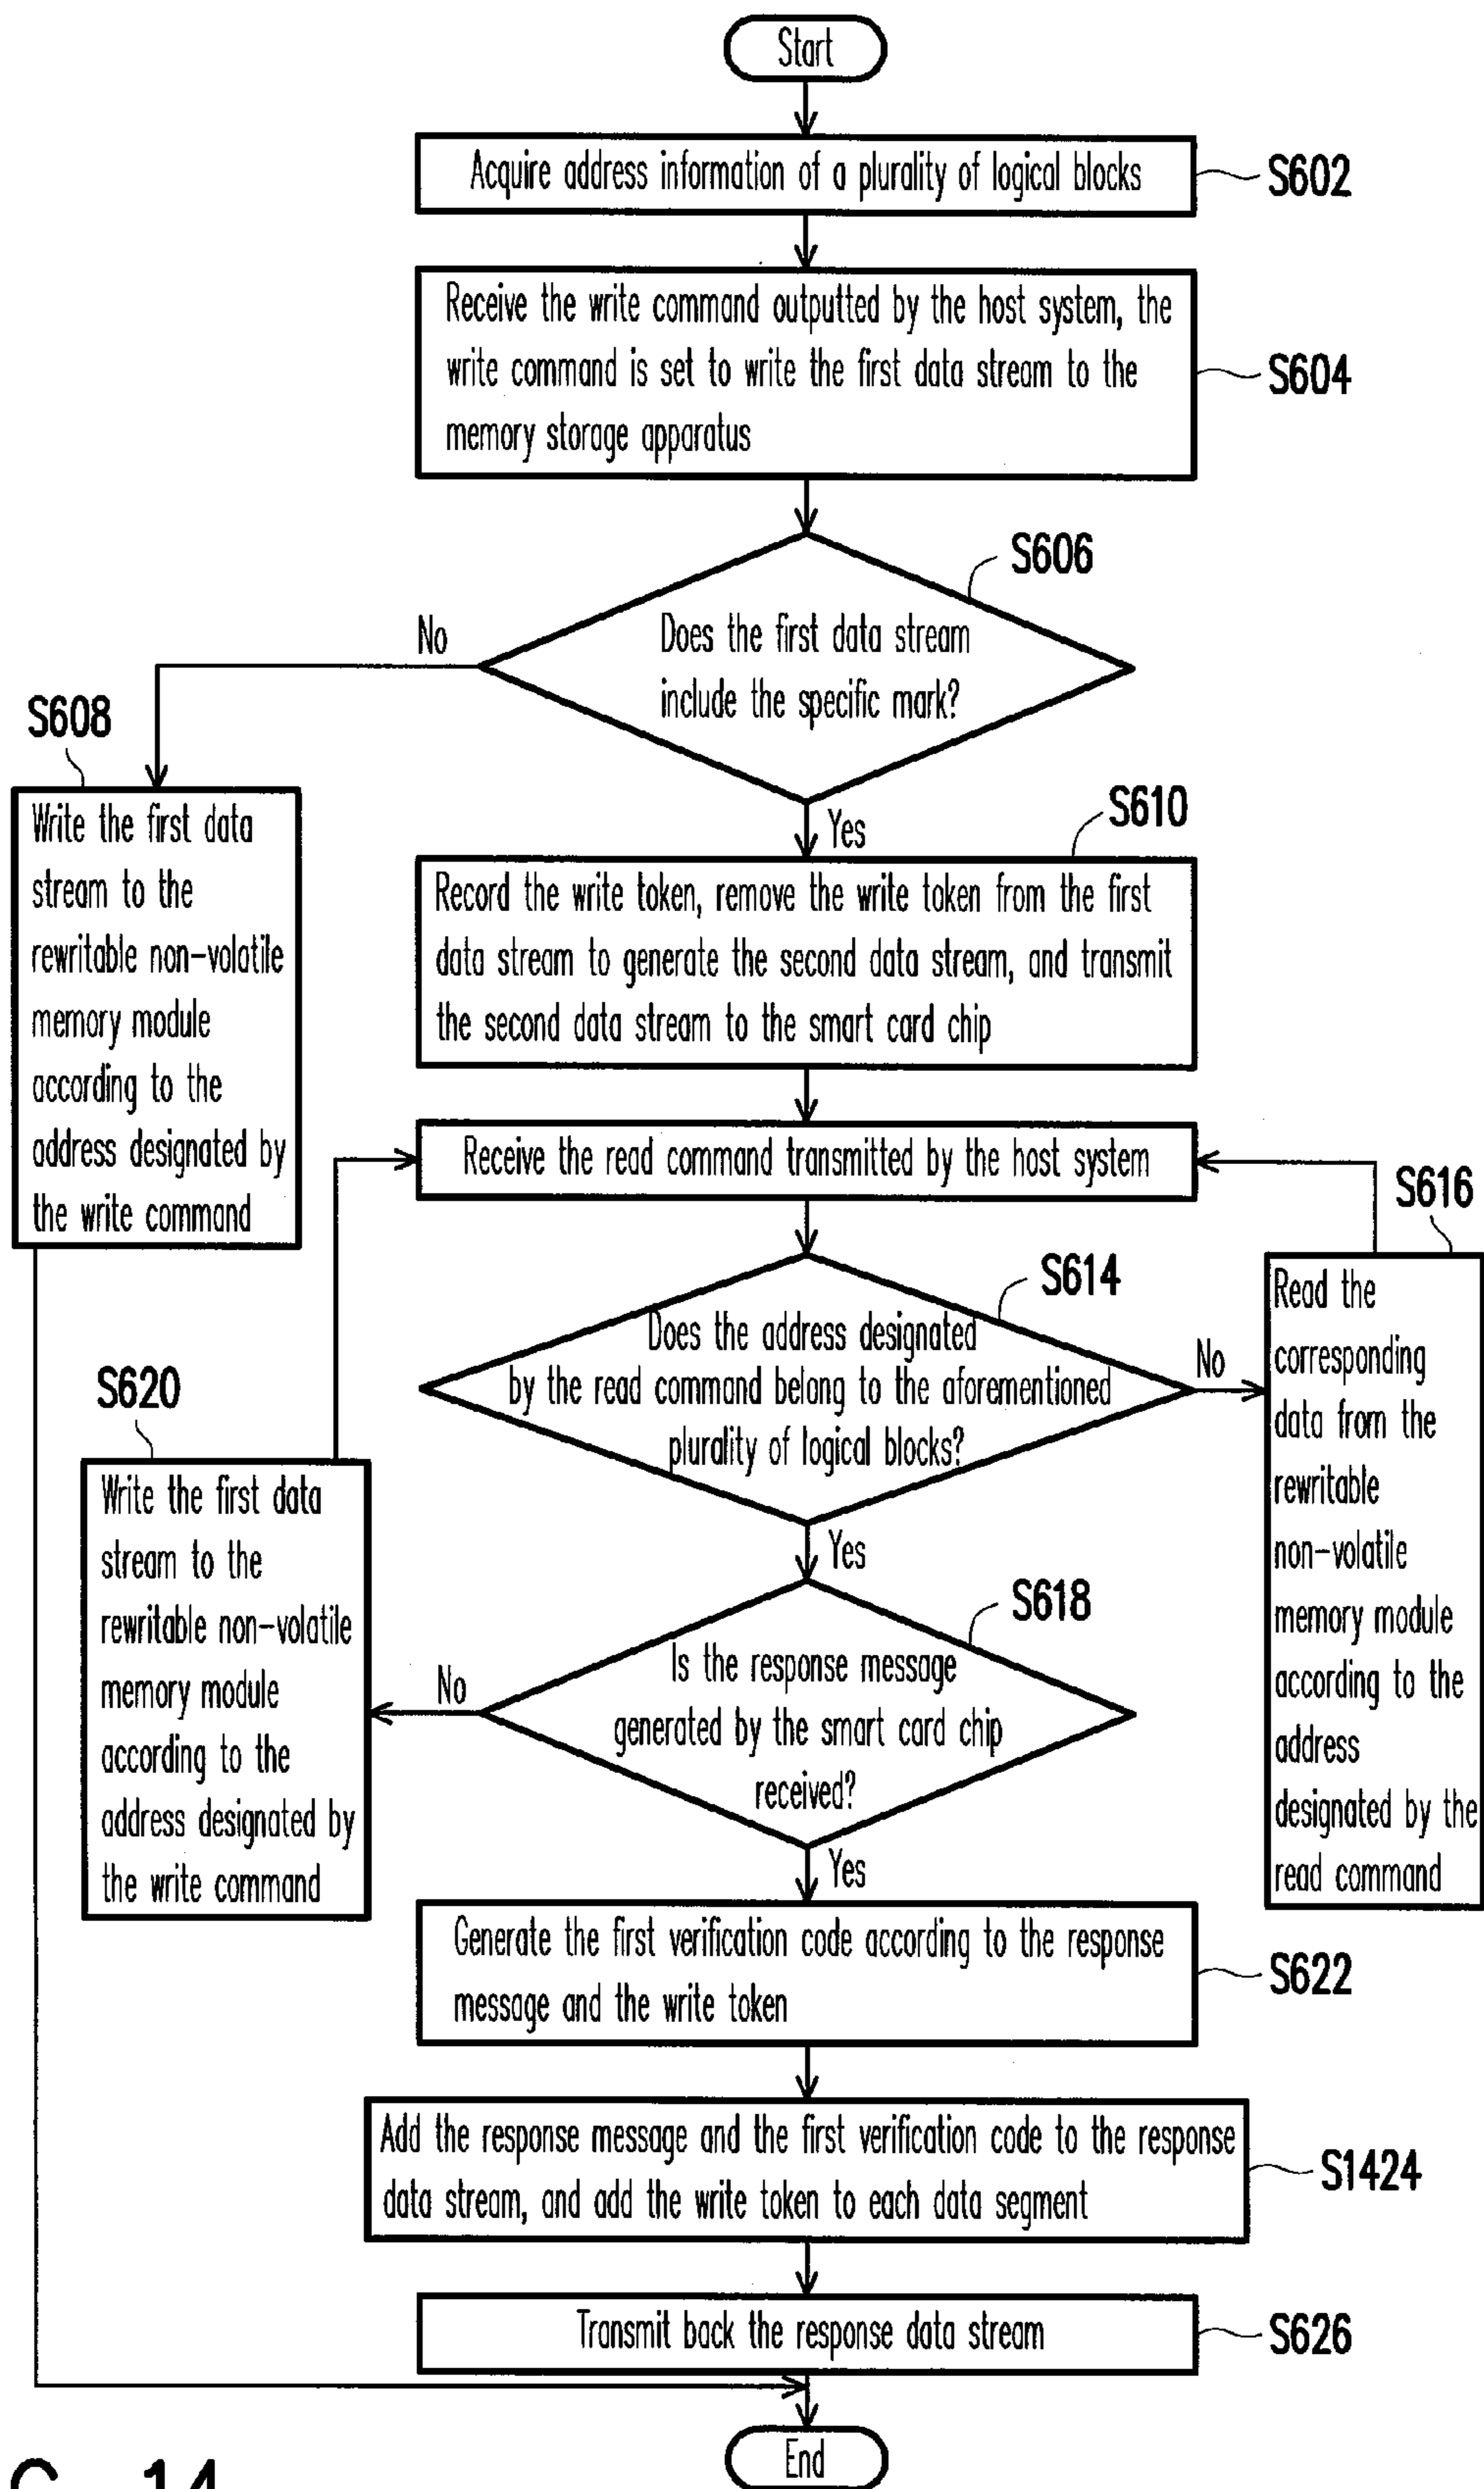 Start
Acquire address information of a plurality of logical blocks
S602
Receive the write command outputted by the host system, the
write command is set to write the first data stream to the
memory storage apparatus
S604
S606
Does the first data stream
include the specific mark?
No
Yes
S608
Write the first data
stream to the
rewritable non-volatile
memory module
according to the
address designated by
the write command
S610
Record the write token, remove the write token from the first
data stream to generate the second data stream, and transmit
the second data stream to the smart card chip
Receive the read command transmitted by the host system
S614
Does the address designated
by the read command belong to the aforementioned
plurality of logical blocks?
No
Yes
S616
Read the
corresponding
data from the
rewritable
non-volatile
memory module
according to the
address
designated by the
read command
S618
Is the response message
generated by the smart card chip
received?
No
Yes
S620
Write the first data
stream to the
rewritable non-volatile
memory module
according to the
address designated by
the write command
Generate the first verification code according to the response
message and the write token
S622
Add the response message and the first verification code to the response
data stream, and add the write token to each data segment
S1424
Transmit back the response data stream
S626
End
14